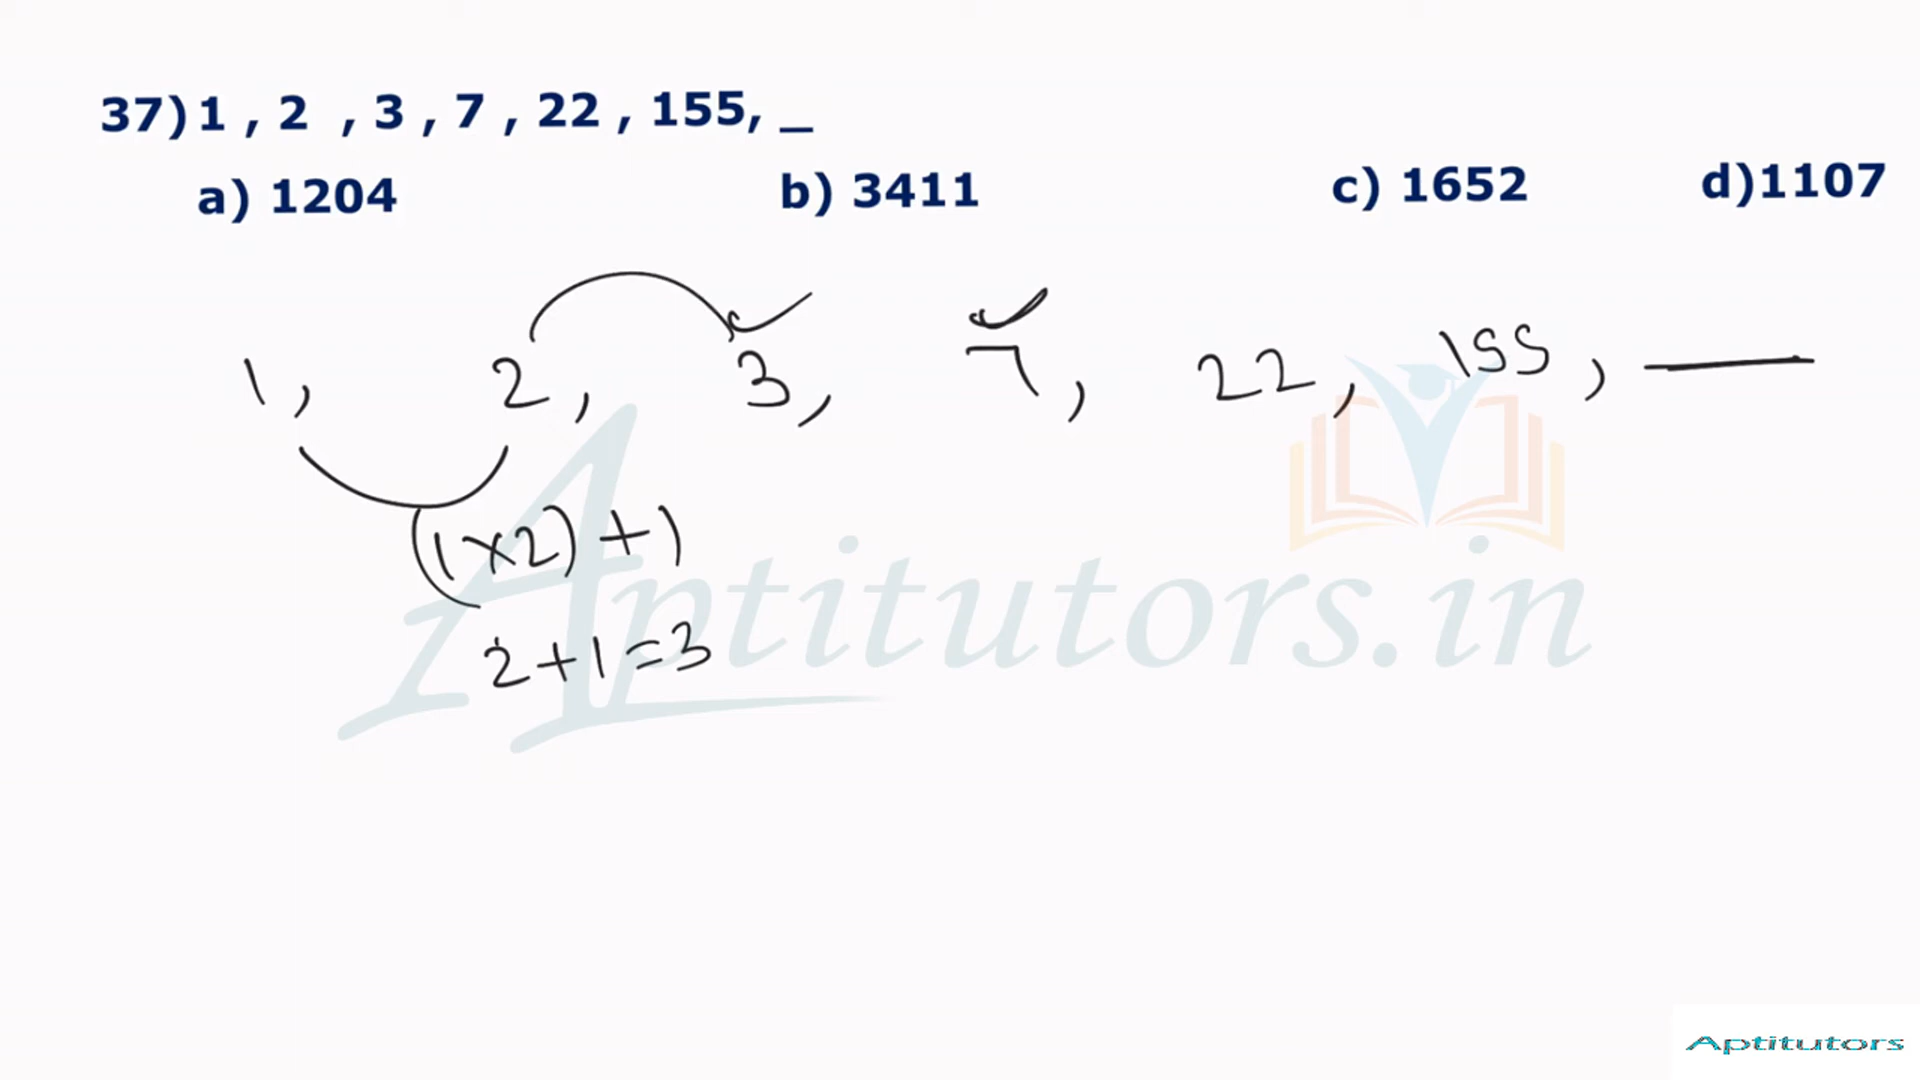 37) 1 , 2 , 3 , 7 , 22 , 155, _
a) 1204 b) 3411 c) 1652 d)1107
1, 2, 3, 7, 22, 155, —
(1×2)+1
2+1=3
Aptitutors.in
Aptitutors